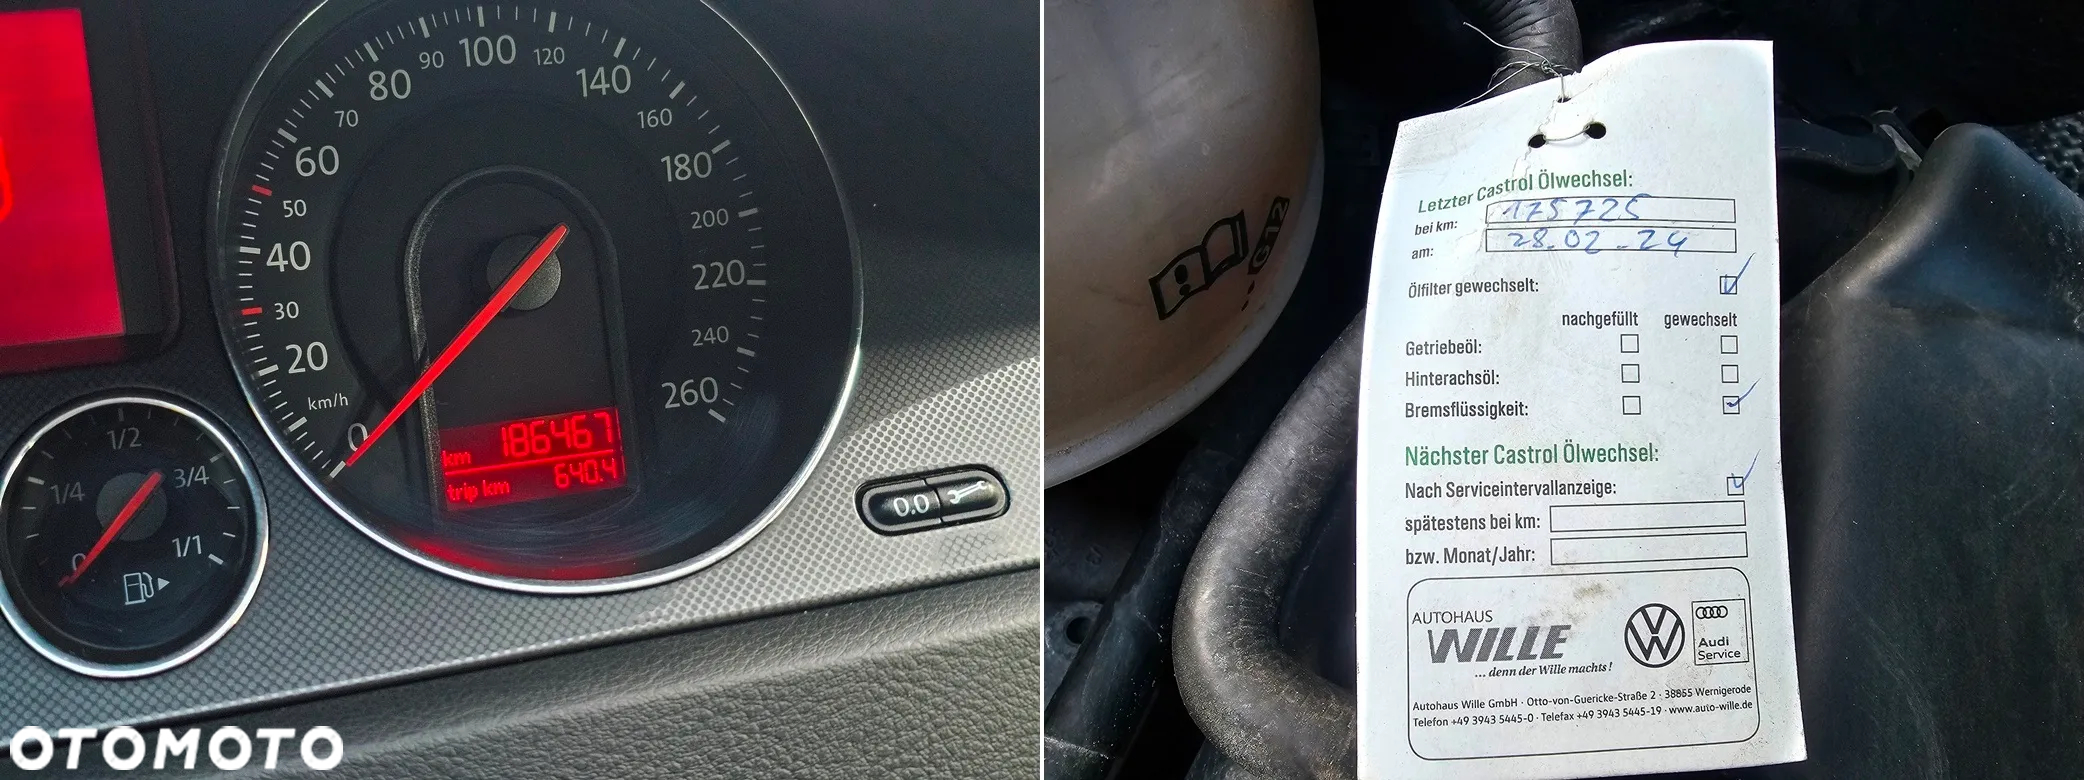 100
90
120
80
140
70
160
60
180
50
200
40
220
30
240
20
260
km/h
0
km 186467
trip km 640.4
0.0
1/2
1/4
3/4
0
1/1
OTOMOTO
G12
Letzter Castrol Ölwechsel:
bei km: 175725
am: 28.02.24
Ölfilter gewechselt:
nachgefüllt gewechselt
Getriebeöl:
Hinterachsöl:
Bremsflüssigkeit:
Nächster Castrol Ölwechsel:
Nach Serviceintervallanzeige:
spätestens bei km:
bzw. Monat/Jahr:
AUTOHAUS
WILLE
...denn der Wille machts!
Audi
Service
Autohaus Wille GmbH · Otto-von-Guericke-Straße 2 · 38855 Wernigerode
Telefon +49 3943 5445-0 · Telefax +49 3943 5445-19 · www.auto-wille.de